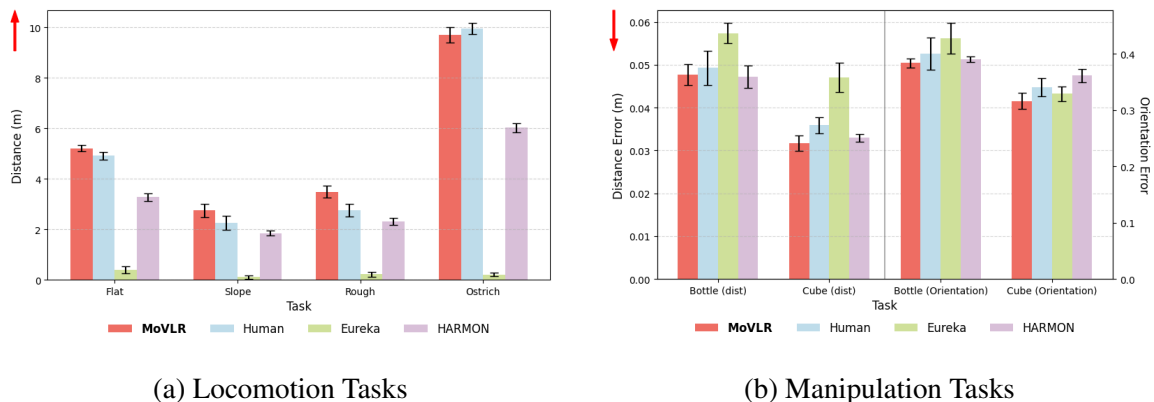 10
8
6
4
2
0
Distance (m)
Flat
Slope
Rough
Ostrich
Task
MoVLR
Human
Eureka
HARMON
(a) Locomotion Tasks
0.06
0.05
0.04
0.03
0.02
0.01
0.00
Distance Error (m)
0.4
0.3
0.2
0.1
0.0
Orientation Error
Bottle (dist)
Cube (dist)
Bottle (Orientation)
Cube (Orientation)
Task
MoVLR
Human
Eureka
HARMON
(b) Manipulation Tasks